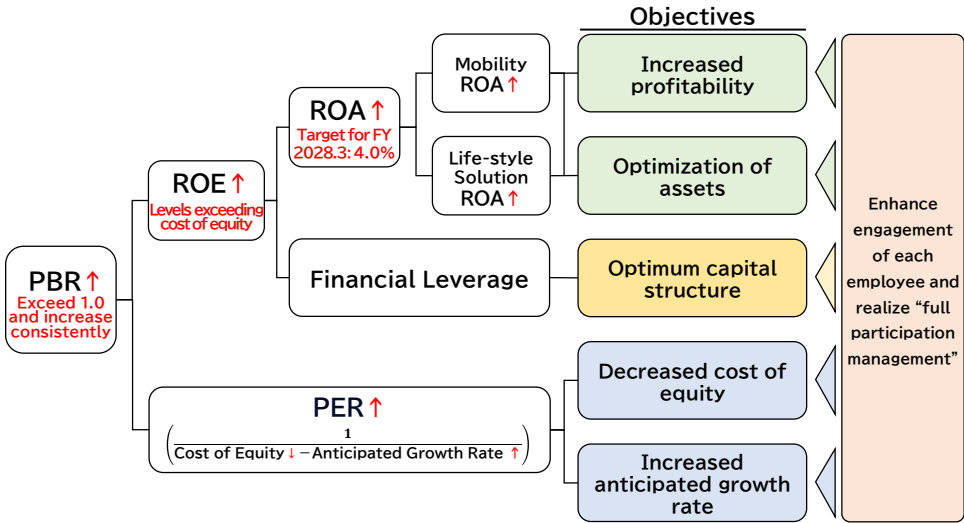 Objectives
PBR↑
Exceed 1.0
and increase
consistently
ROE↑
Levels exceeding
cost of equity
ROA↑
Target for FY
2028.3: 4.0%
Mobility
ROA↑
Life-style
Solution
ROA↑
Financial Leverage
PER↑
(1
Cost of Equity↓−Anticipated Growth Rate ↑)
Increased
profitability
Optimization of
assets
Optimum capital
structure
Decreased cost of
equity
Increased
anticipated growth
rate
Enhance
engagement
of each
employee and
realize “full
participation
management”